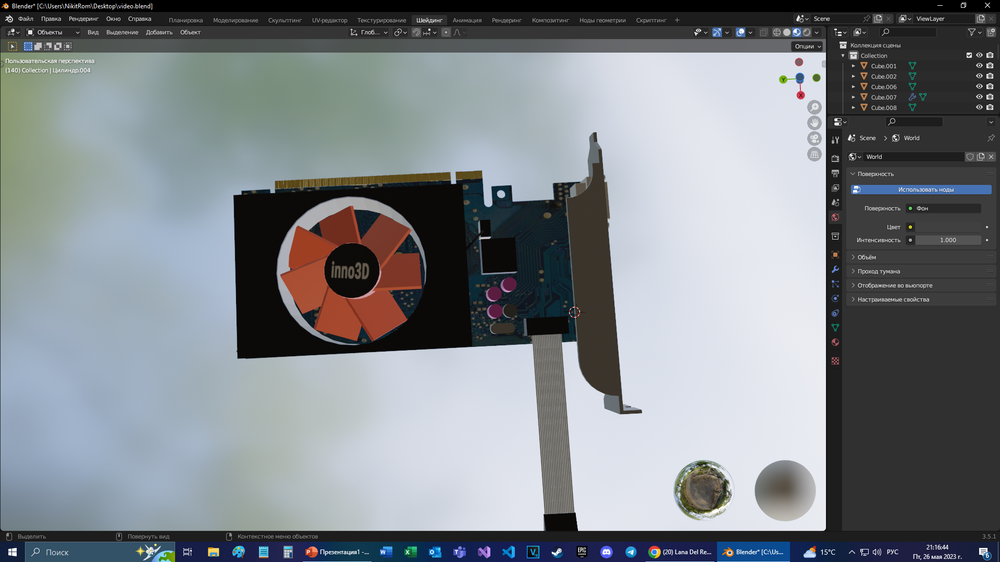 Blender* [C:\Users\NikitRom\Desktop\video.blend]
Файл Правка Рендеринг Окно Справка
Планировка Моделирование Скульптинг UV-редактор Текстурирование Шейдинг Анимация Рендеринг Композитинг Ноды геометрии Скриптинг +
Scene ViewLayer
Объекты Вид Выделение Добавить Объект
Глоб...
Опции
Пользовательская перспектива
(140) Collection | Цилиндр.004
Y
X
inno3D
Коллекция сцены
Collection
Cube.001
Cube.002
Cube.006
Cube.007
Cube.008
Scene > World
World
Поверхность
Использовать ноды
Поверхность Фон
Цвет
Интенсивность 1.000
Объём
Проход тумана
Отображение во вьюпорте
Настраиваемые свойства
Выделить Повернуть вид Контекстное меню объектов 3.5.1
Поиск
Презентация1 -...
(20) Lana Del Re...
Blender* [C:\Us...
15°C
РУС
21:16:44
Пт, 26 мая 2023 г.
6